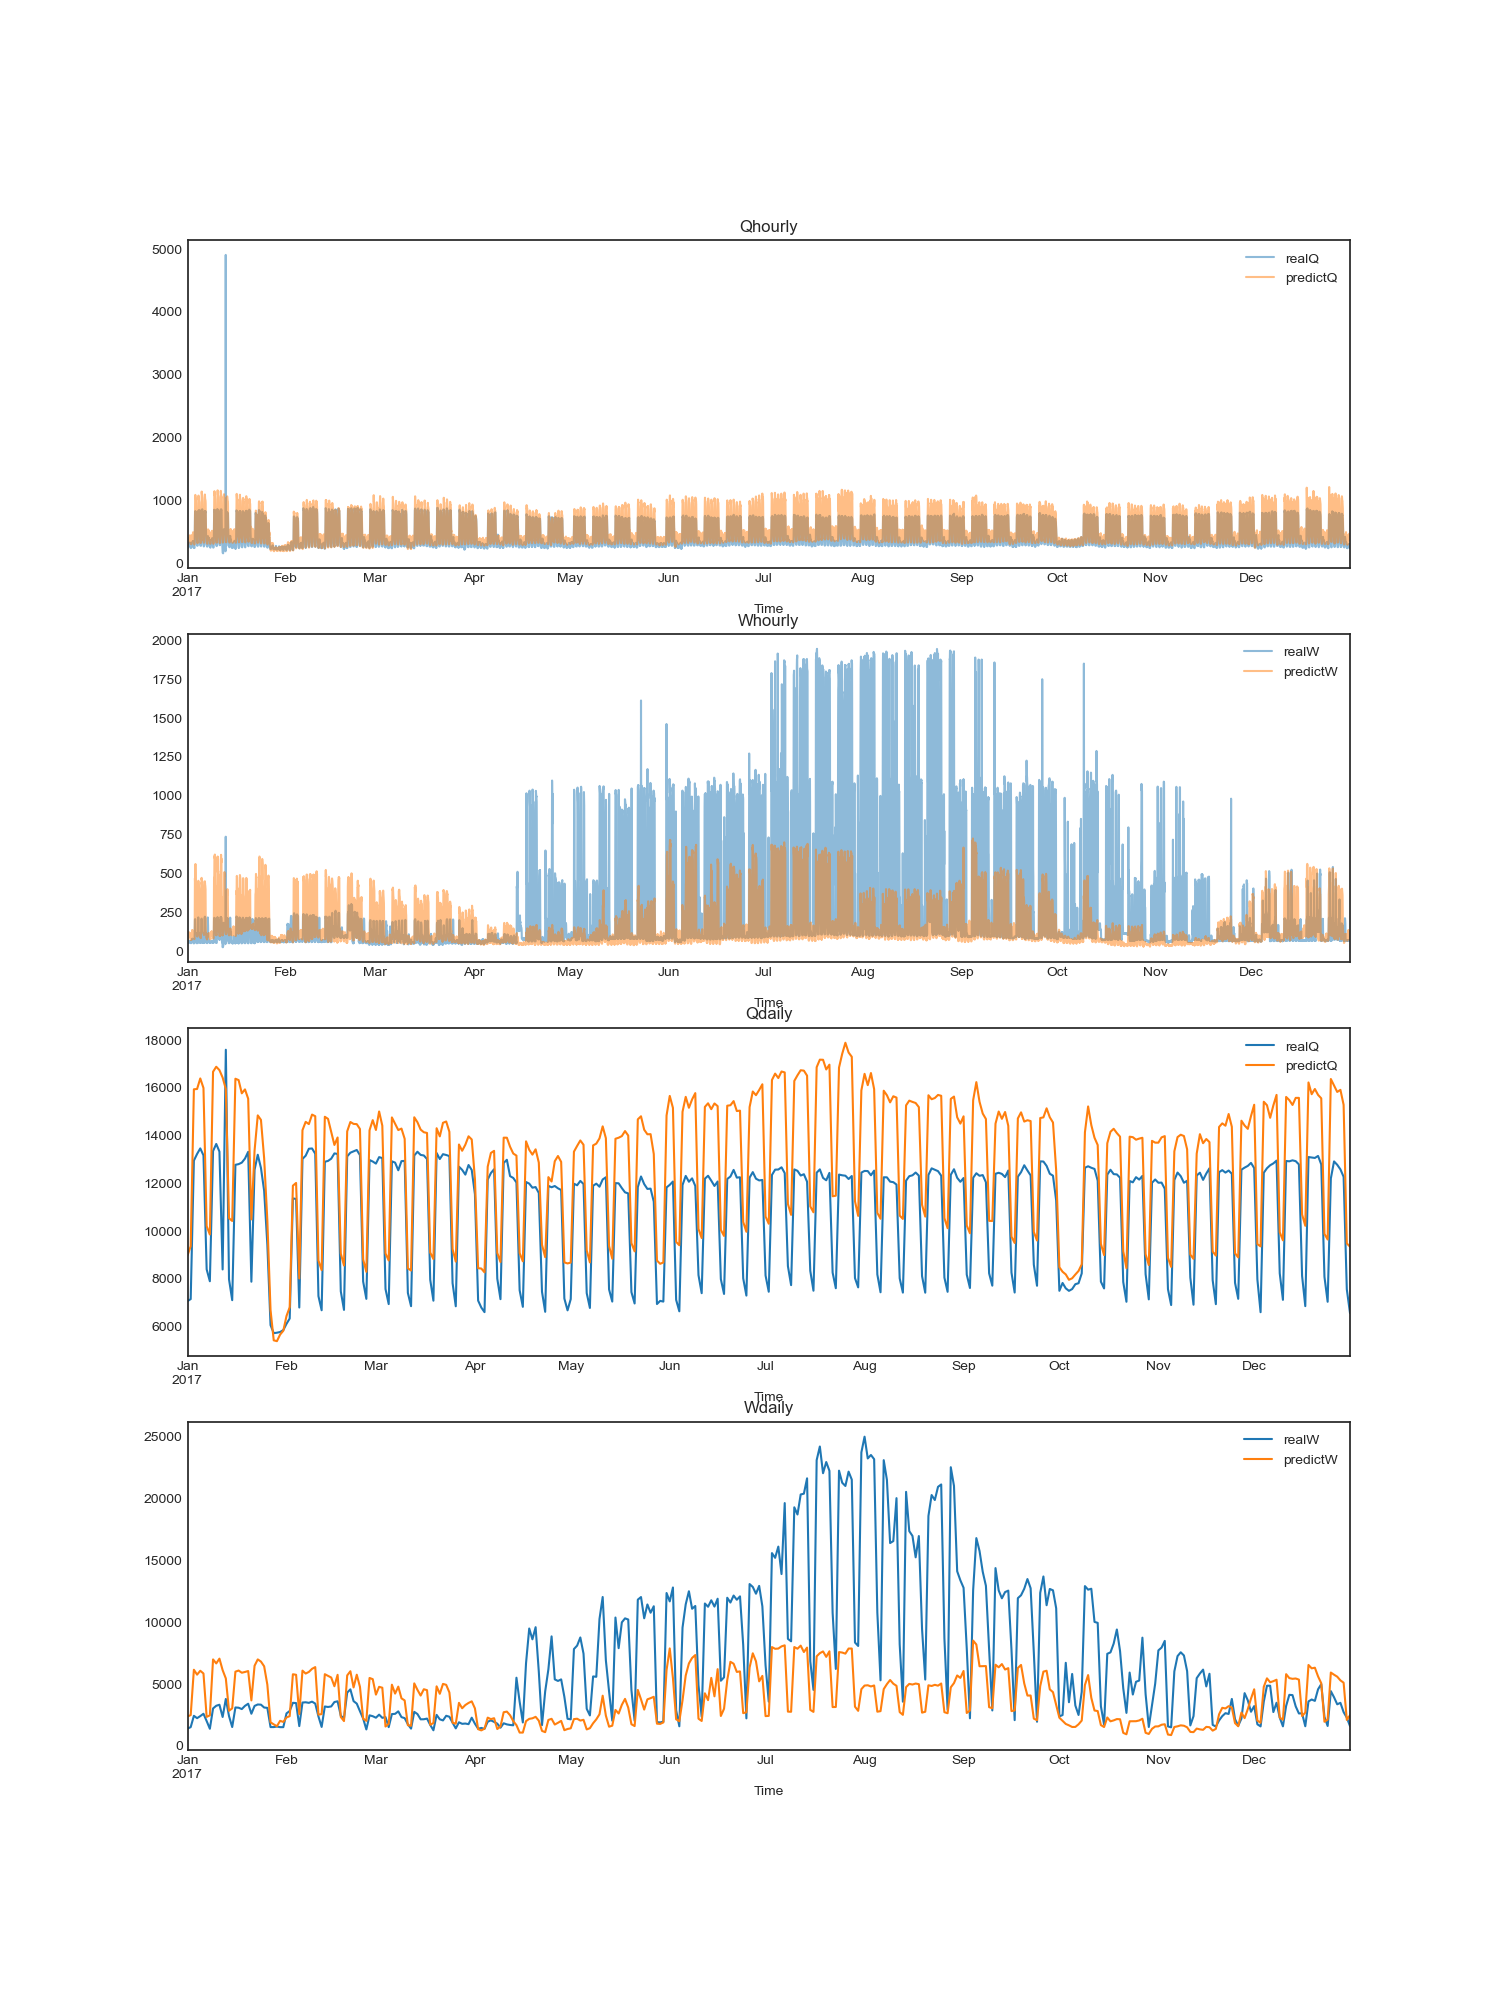 Qhourly
5000
4000
3000
2000
1000
0
realQ
predictQ
Jan Feb Mar Apr May Jun Jul Aug Sep Oct Nov Dec
2017
Time
Whourly
2000
1750
1500
1250
1000
750
500
250
0
realW
predictW
Jan Feb Mar Apr May Jun Jul Aug Sep Oct Nov Dec
2017
Time
Qdaily
18000
16000
14000
12000
10000
8000
6000
realQ
predictQ
Jan Feb Mar Apr May Jun Jul Aug Sep Oct Nov Dec
2017
Time
Wdaily
25000
20000
15000
10000
5000
0
realW
predictW
Jan Feb Mar Apr May Jun Jul Aug Sep Oct Nov Dec
2017
Time